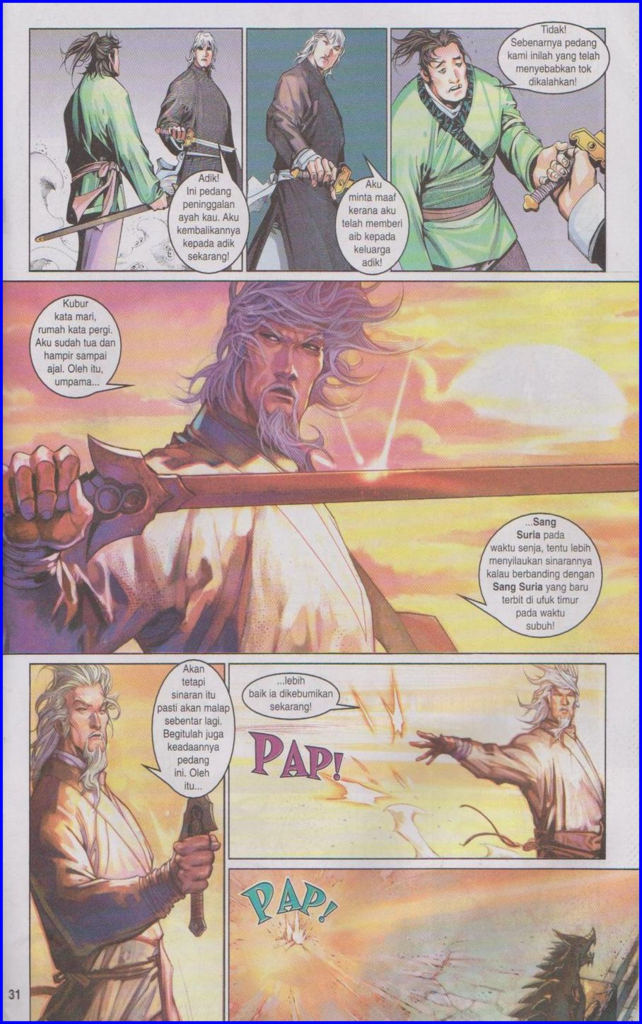 Adik!
Ini pedang
peninggalan
ayah kau. Aku
kembalikannya
kepada adik
sekarang!
Aku
minta maaf
kerana aku
telah memberi
aib kepada
keluarga
adik!
Tidak!
Sebenarnya pedang
kami inilah yang telah
menyebabkan tok
dikalahkan!
Kubur
kata mari,
rumah kata pergi.
Aku sudah tua dan
hampir sampai
ajal. Oleh itu,
umpama...
...Sang
Suria pada
waktu senja, tentu lebih
menyilaukan sinarannya
kalau berbanding dengan
Sang Suria yang baru
terbit di ufuk timur
pada waktu
subuh!
Akan
tetapi
sinaran itu
pasti akan malap
sebentar lagi.
Begitulah juga
keadaannya
pedang
ini. Oleh
itu...
...lebih
baik ia dikebumikan
sekarang!
PAP!
PAP!
31